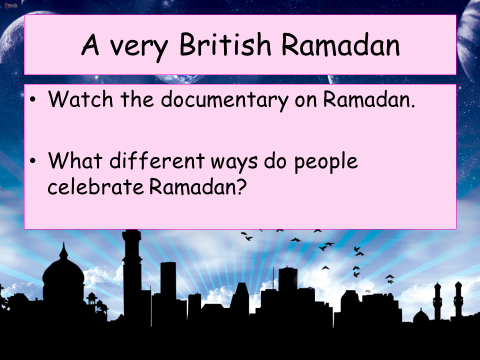 A very British Ramadan
• Watch the documentary on Ramadan.
• What different ways do people
celebrate Ramadan?